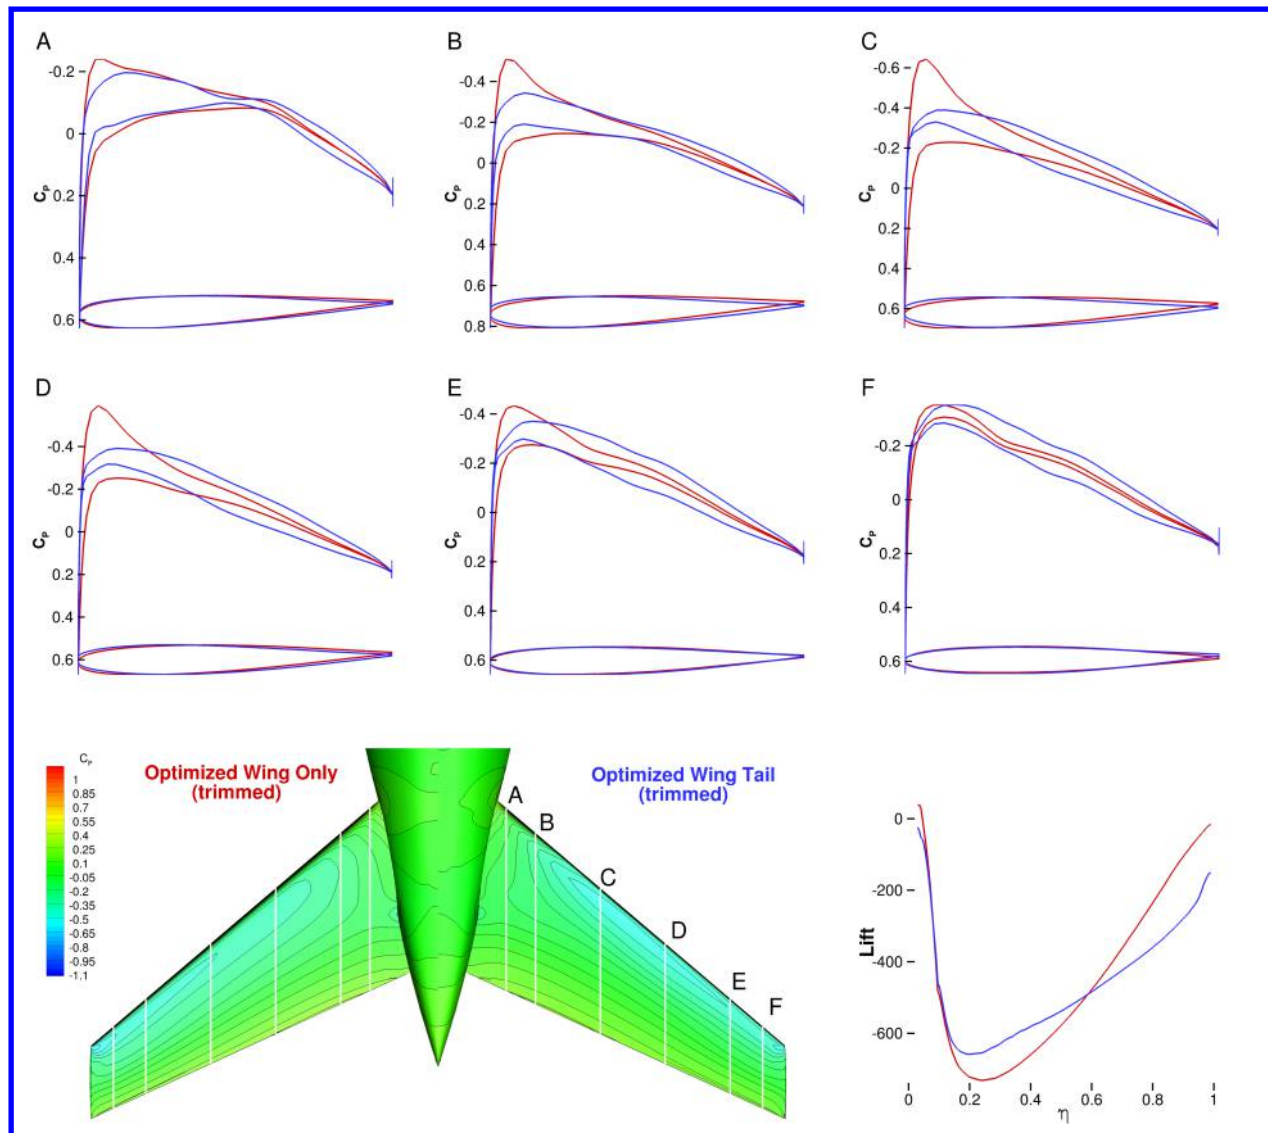 A
-0.2
0
0.2
0.6
Cₚ
B
-0.4
-0.2
0
0.2
0.4
0.6
0.8
Cₚ
C
-0.6
-0.4
-0.2
0
0.2
0.4
0.6
Cₚ
D
-0.4
-0.2
0
0.2
0.4
0.6
Cₚ
E
-0.4
-0.2
0
0.2
0.4
0.6
Cₚ
F
-0.2
0
0.2
0.4
0.6
Cₚ
Cₚ
1
0.85
0.7
0.55
0.4
0.25
0.1
-0.05
-0.2
-0.35
-0.5
-0.65
-0.8
-0.95
-1.1
Optimized Wing Only
(trimmed)
Optimized Wing Tail
(trimmed)
A
B
C
D
E
F
0
-200
-400
-600
Lift
0 0.2 0.4 0.6 0.8 1
η